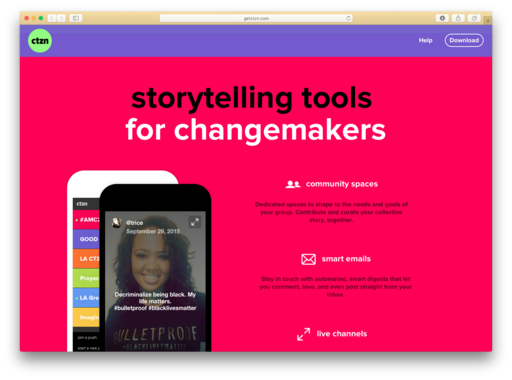 getctzn.com
ctzn
Help
Download
storytelling tools
for changemakers
community spaces
Dedicated spaces to shape to the needs and goals of
your group. Contribute and curate your collective
story, together.
smart emails
Stay in touch with automated, smart digests that let
you comment, love, and even post straight from your
inbox.
live channels
ctzn
#AMC2
GOOD
LA CTZ
Prayer
LA Gre
Imagin
join a push
start a new
@trice
September 29, 2015
Decriminalize being black. My
life matters.
#bulletproof #blacklivesmatter
BULLETPROOF
#BLACKLIVESMATTER